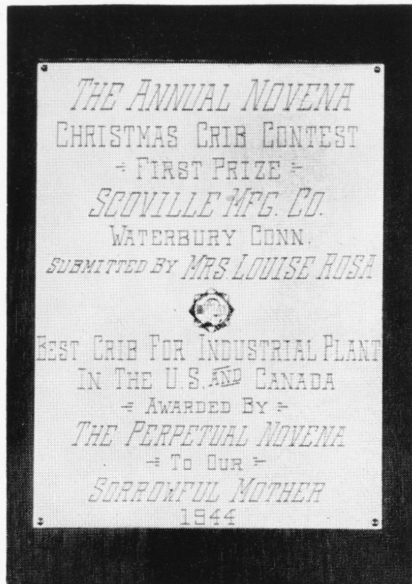 The Annual Novena
Christmas Crib Contest
First Prize
Scoville Mfg. Co.
Waterbury Conn.
Submitted By Mrs. Louise Rosa
Best Crib For Industrial Plant
In The U.S. and Canada
Awarded By
The Perpetual Novena
To Our
Sorrowful Mother
1944